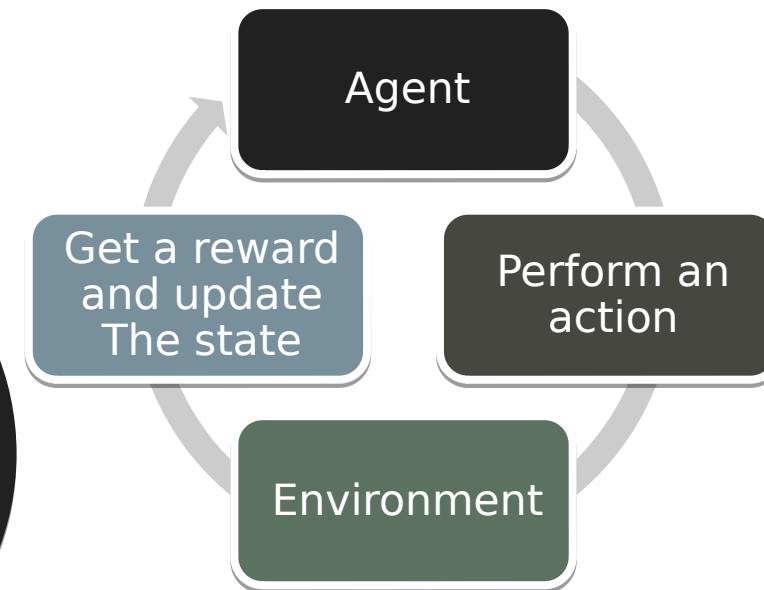 Agent
Get a reward
and update
The state
Perform an
action
Environment